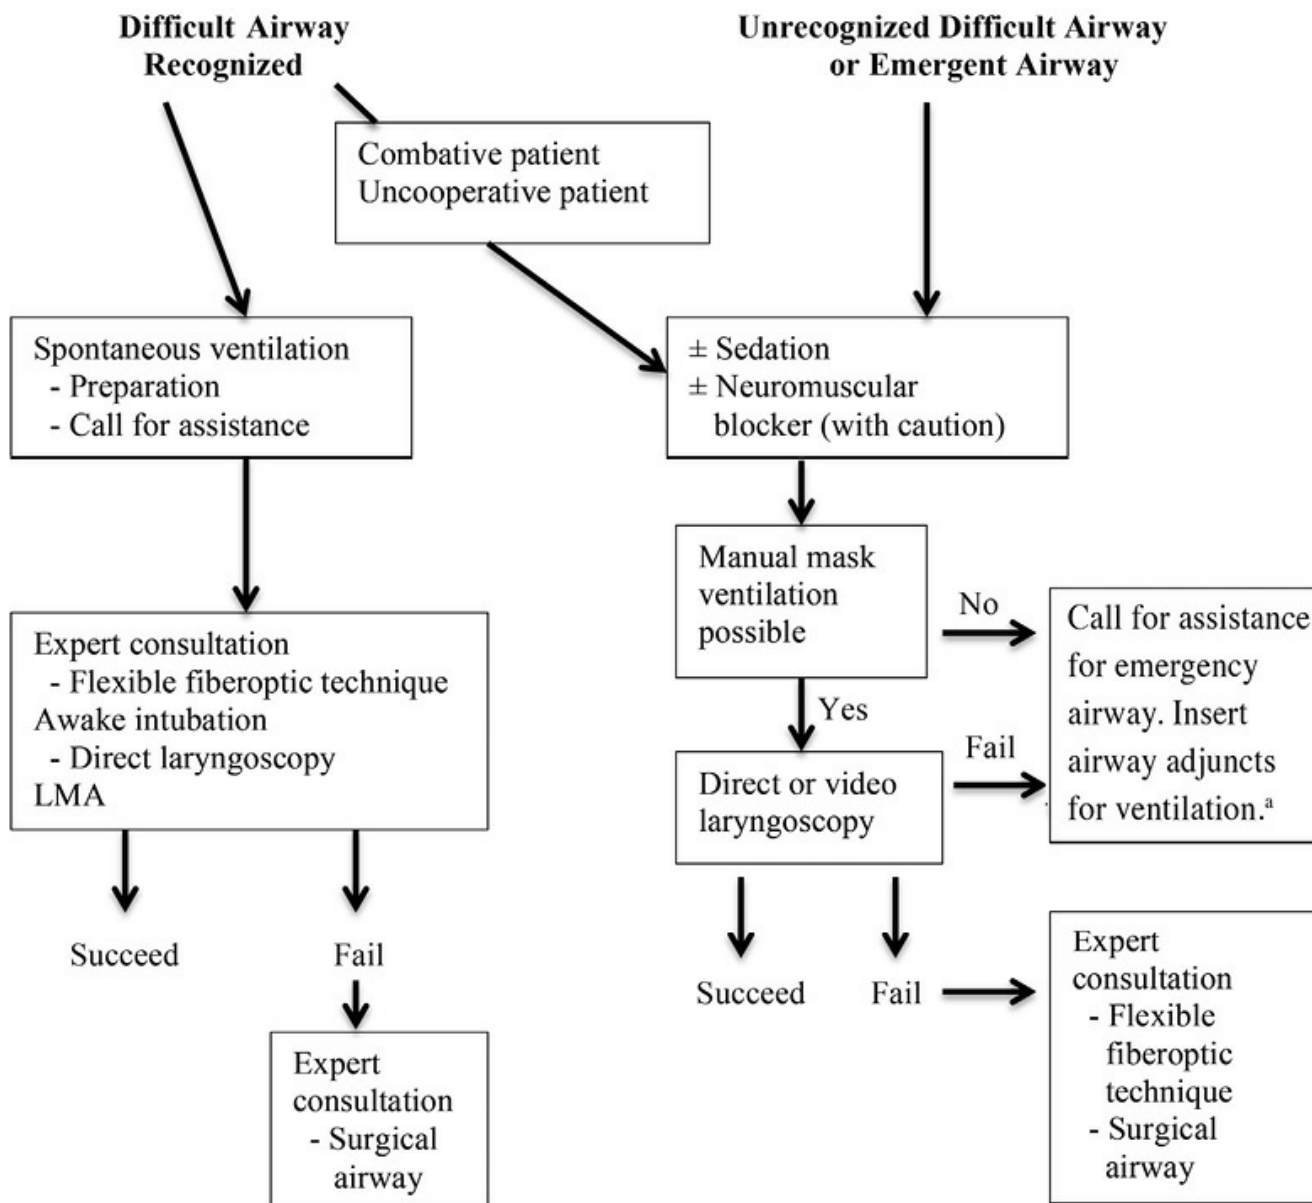 Difficult Airway
Recognized
Unrecognized Difficult Airway
or Emergent Airway
Combative patient
Uncooperative patient
Spontaneous ventilation
- Preparation
- Call for assistance
± Sedation
± Neuromuscular
blocker (with caution)
Manual mask
ventilation
possible
No
Call for assistance
for emergency
airway. Insert
airway adjuncts
for ventilation.ᵃ
Yes
Fail
Expert consultation
- Flexible fiberoptic technique
Awake intubation
- Direct laryngoscopy
LMA
Direct or video
laryngoscopy
Succeed
Fail
Succeed
Fail
Expert
consultation
- Surgical
airway
Expert
consultation
- Flexible
fiberoptic
technique
- Surgical
airway